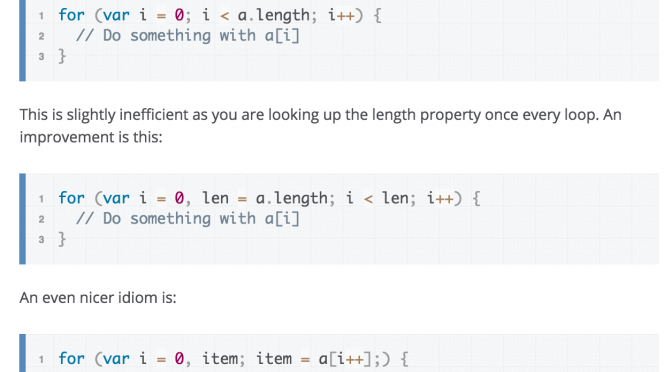 1 for (var i = 0; i < a.length; i++) {
2 // Do something with a[i]
3 }
This is slightly inefficient as you are looking up the length property once every loop. An
improvement is this:
1 for (var i = 0, len = a.length; i < len; i++) {
2 // Do something with a[i]
3 }
An even nicer idiom is:
1 for (var i = 0, item; item = a[i++];) {